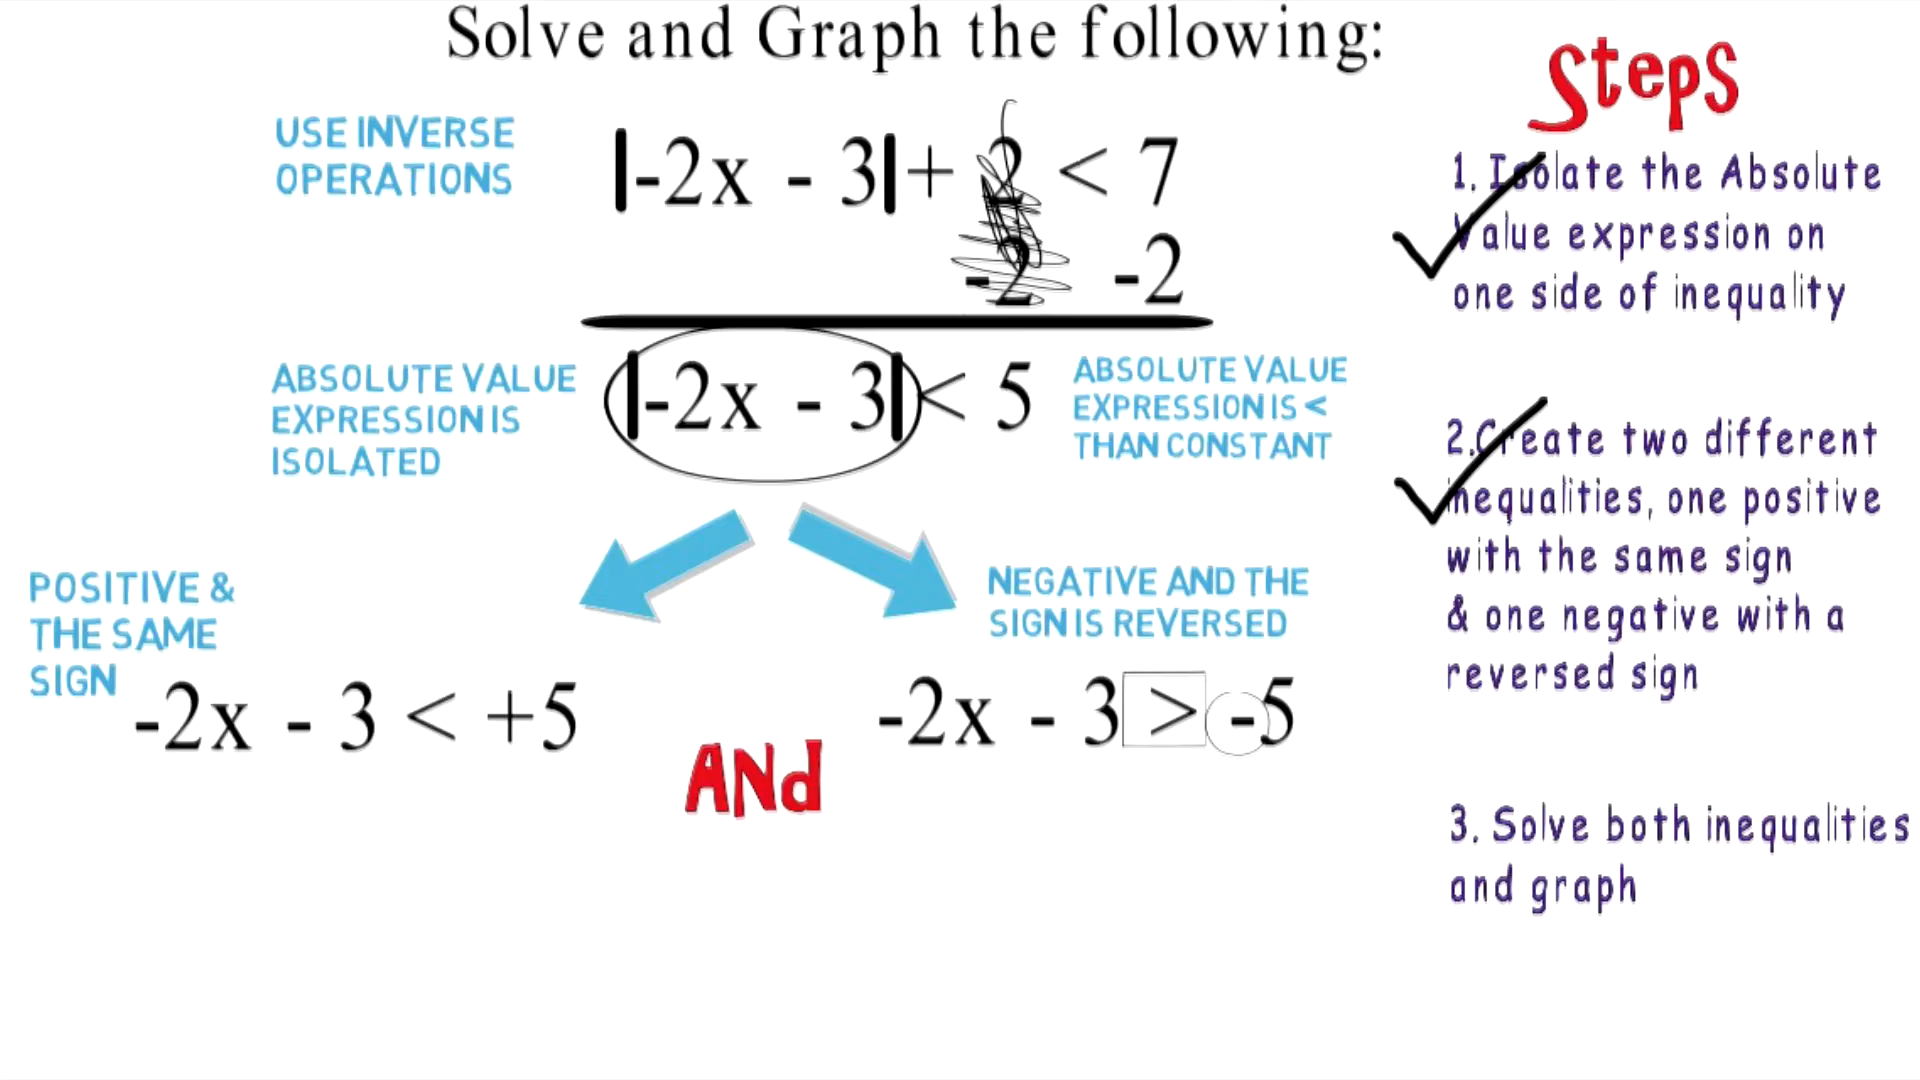 Solve and Graph the following:
USE INVERSE
OPERATIONS
|-2x - 3| + 2 < 7
-2 -2
ABSOLUTE VALUE
EXPRESSION IS
ISOLATED
|-2x - 3| < 5
ABSOLUTE VALUE
EXPRESSION IS <
THAN CONSTANT
POSITIVE &
THE SAME
SIGN
-2x - 3 < +5
AND
NEGATIVE AND THE
SIGN IS REVERSED
-2x - 3 > -5
Steps
1. Isolate the Absolute
Value expression on
one side of inequality
2.Create two different
inequalities, one positive
with the same sign
& one negative with a
reversed sign
3. Solve both inequalities
and graph